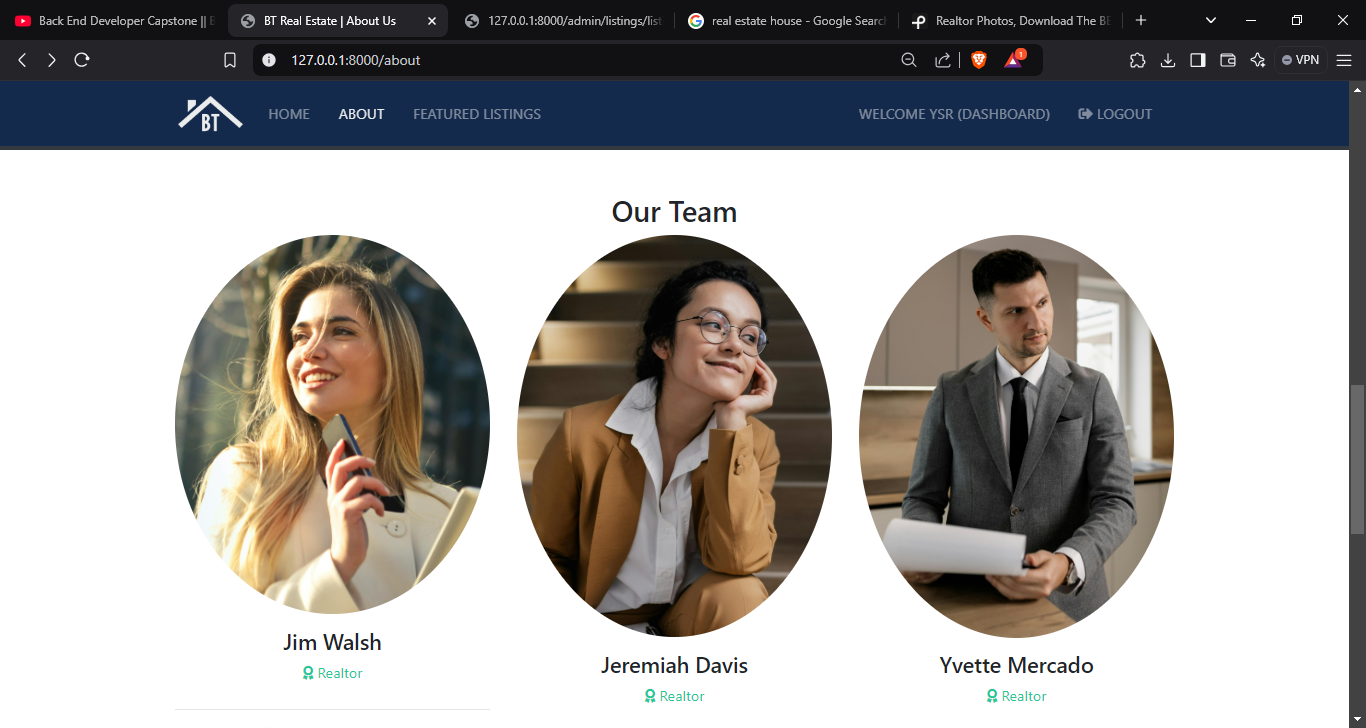 Back End Developer Capstone ||
BT Real Estate | About Us
127.0.0.1:8000/admin/listings/list
real estate house - Google Search
Realtor Photos, Download The BE
127.0.0.1:8000/about
1
VPN
BT
HOME
ABOUT
FEATURED LISTINGS
WELCOME YSR (DASHBOARD)
LOGOUT
Our Team
Jim Walsh
Realtor
Jeremiah Davis
Realtor
Yvette Mercado
Realtor